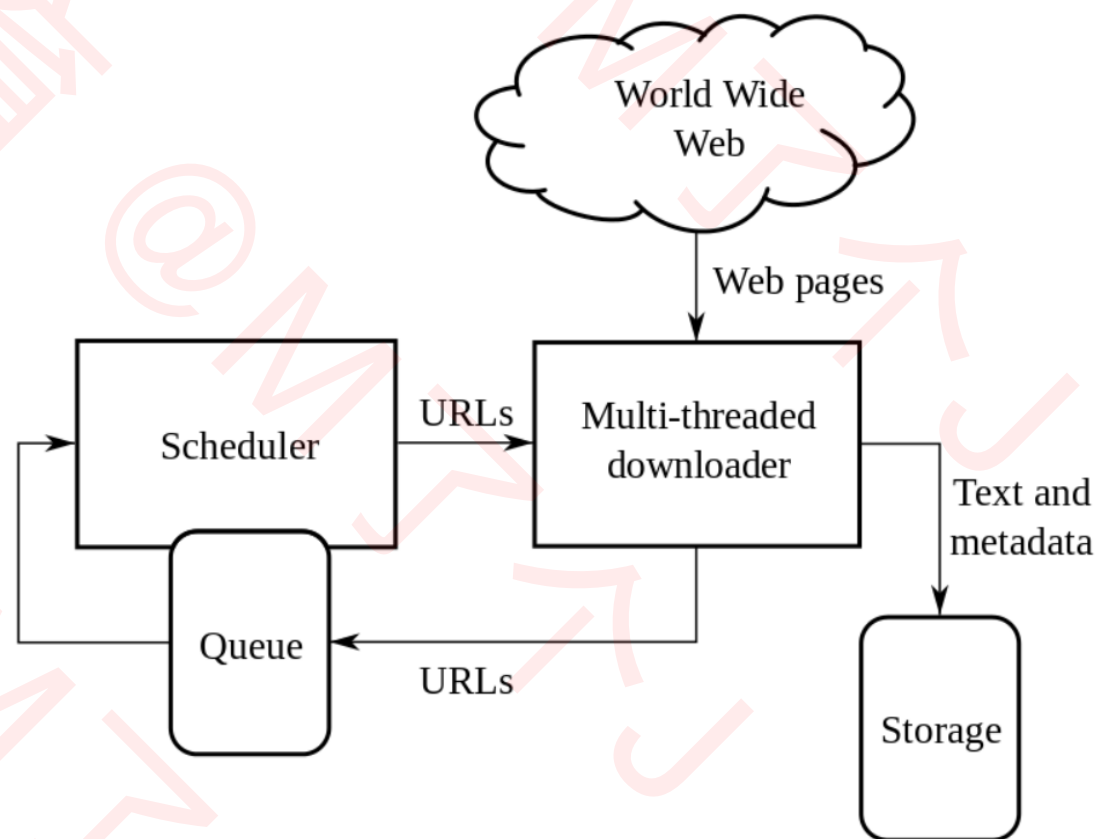 World Wide
Web
Web pages
Scheduler
URLs
Multi-threaded
downloader
Text and
metadata
Queue
URLs
Storage